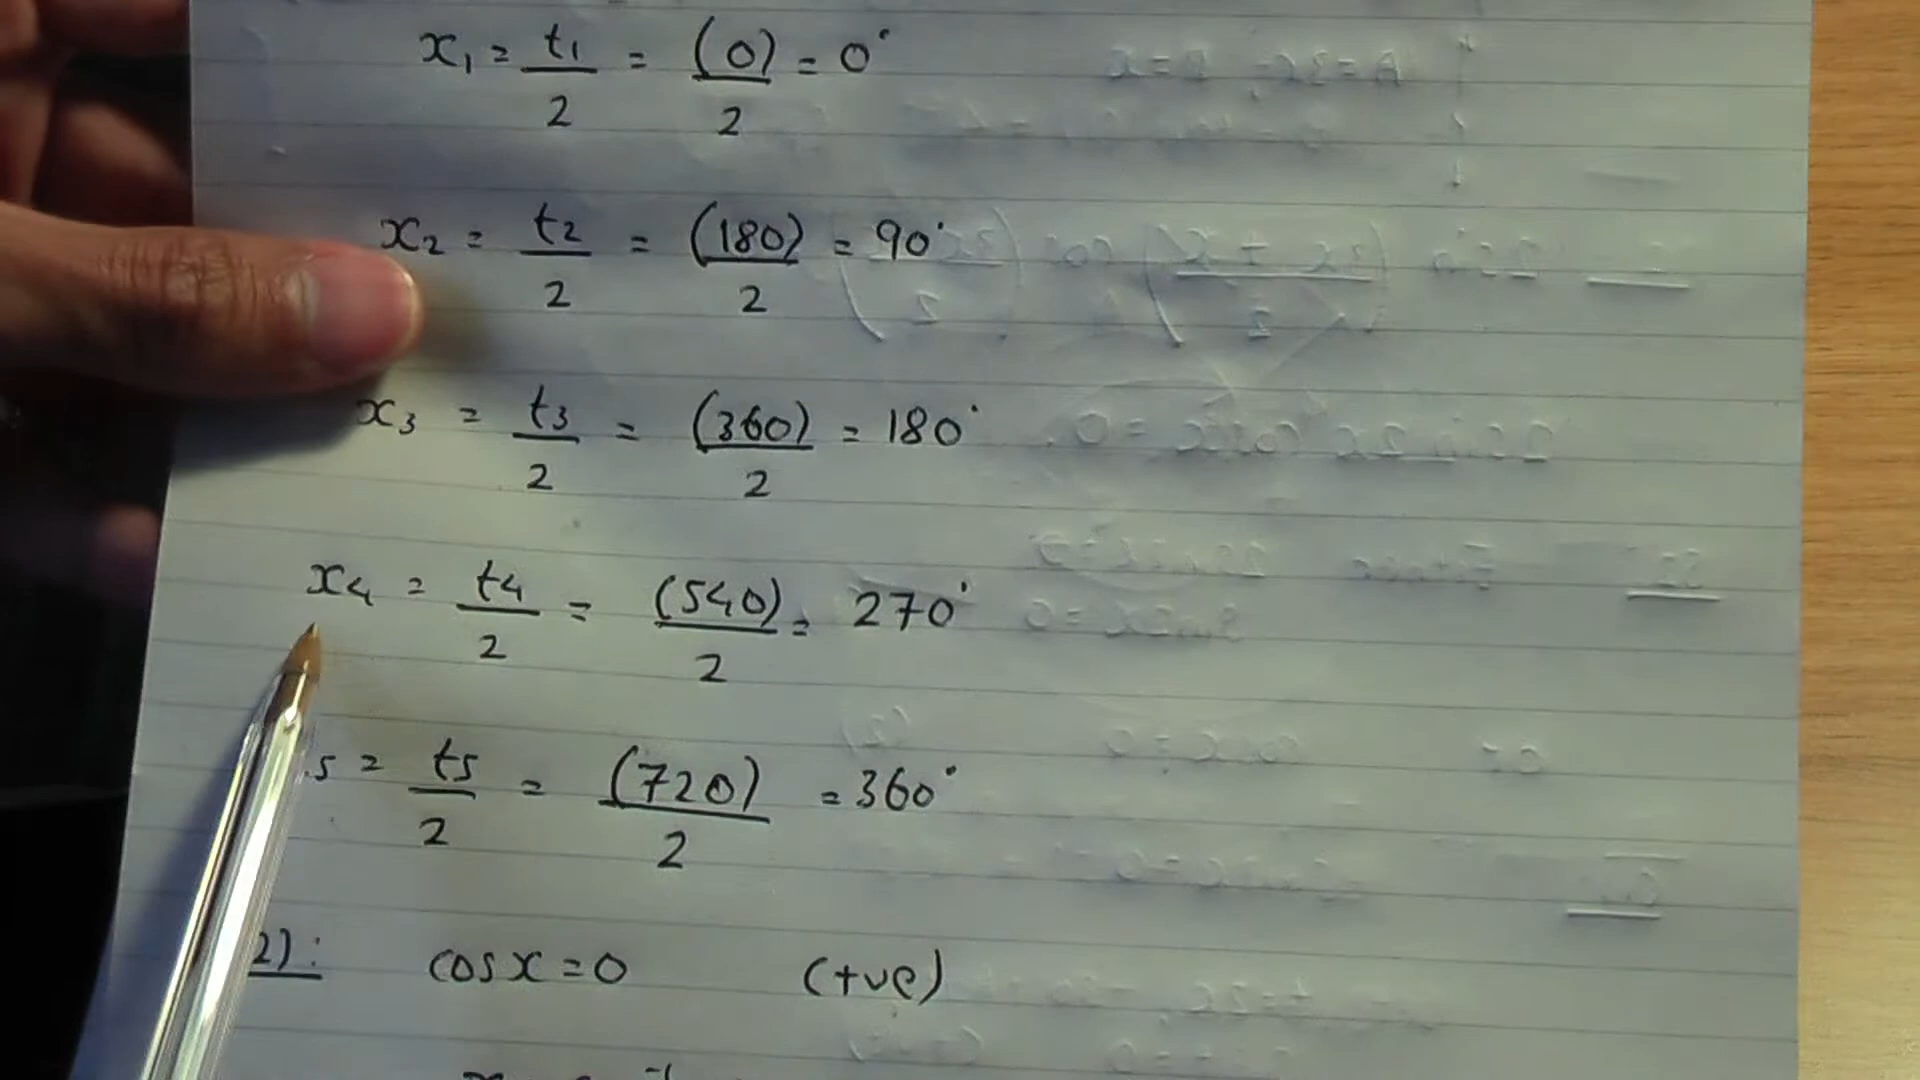 x₁ = t₁/2 = (0)/2 = 0°
x₂ = t₂/2 = (180)/2 = 90°
x₃ = t₃/2 = (360)/2 = 180°
x₄ = t₄/2 = (540)/2 = 270°
₅ = t₅/2 = (720)/2 = 360°
2): cos x = 0 (+ve)